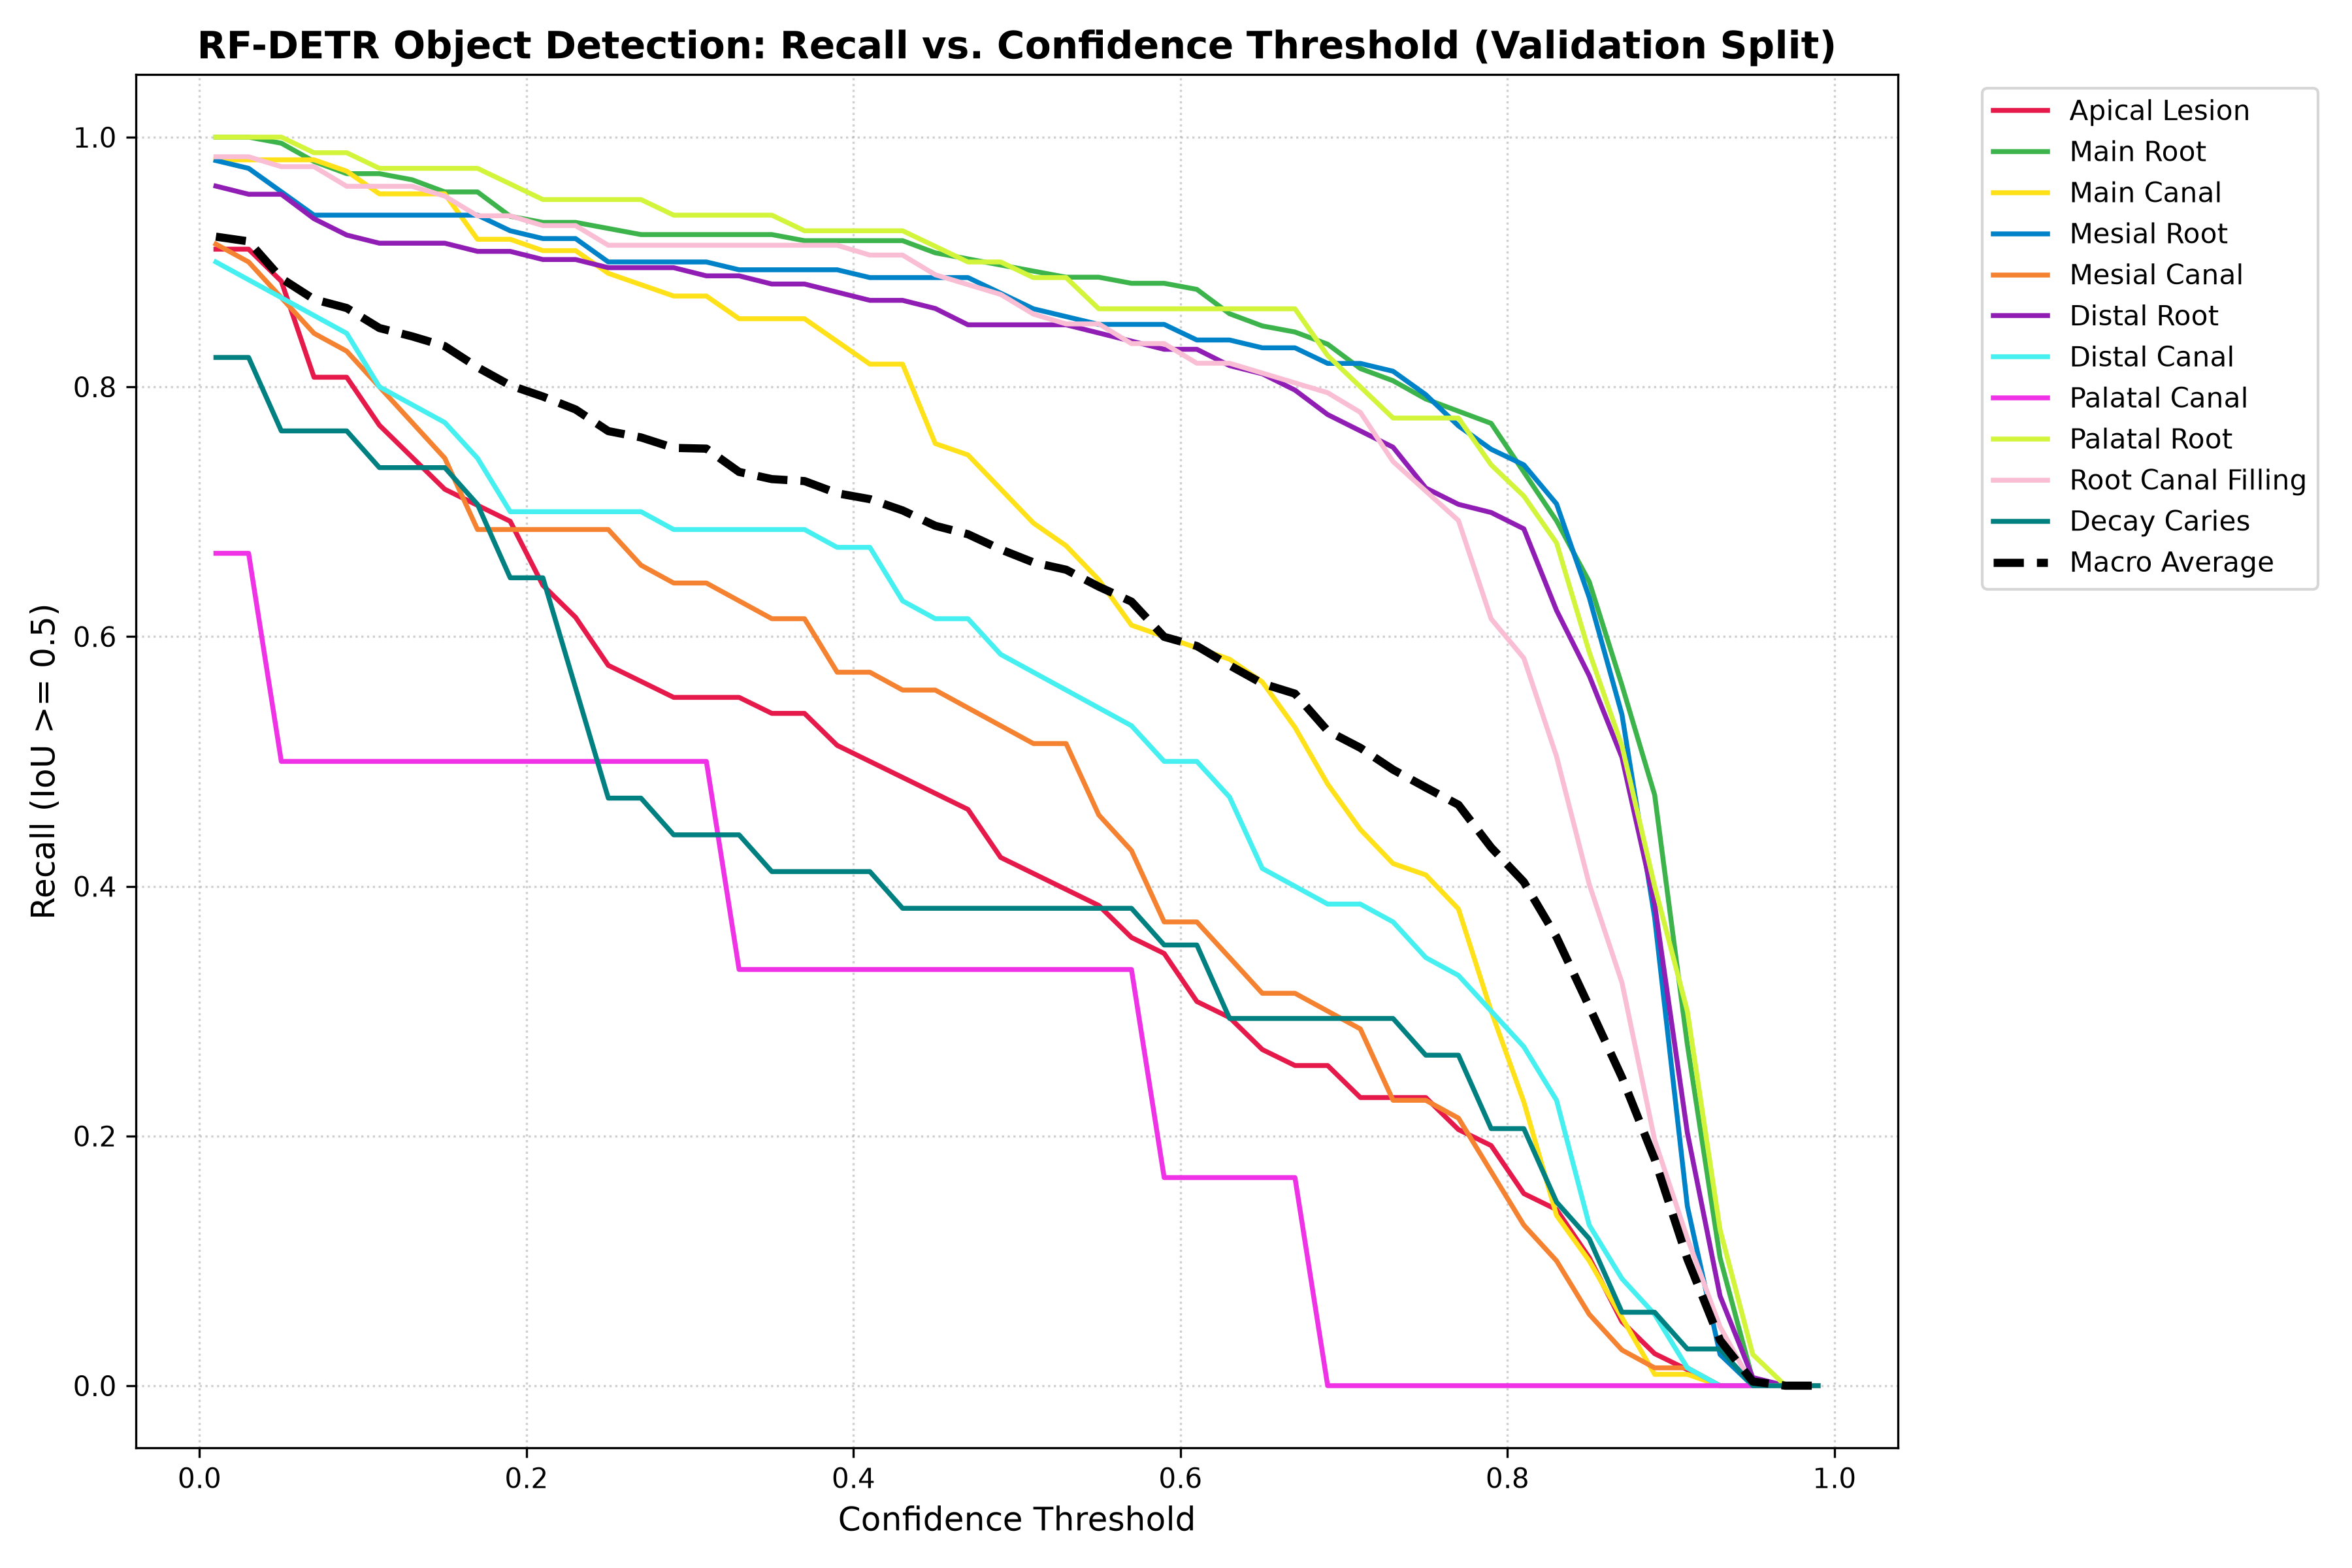 RF-DETR Object Detection: Recall vs. Confidence Threshold (Validation Split)
Recall (IoU >= 0.5)
1.0
0.8
0.6
0.4
0.2
0.0
0.0 0.2 0.4 0.6 0.8 1.0
Confidence Threshold
Apical Lesion
Main Root
Main Canal
Mesial Root
Mesial Canal
Distal Root
Distal Canal
Palatal Canal
Palatal Root
Root Canal Filling
Decay Caries
Macro Average